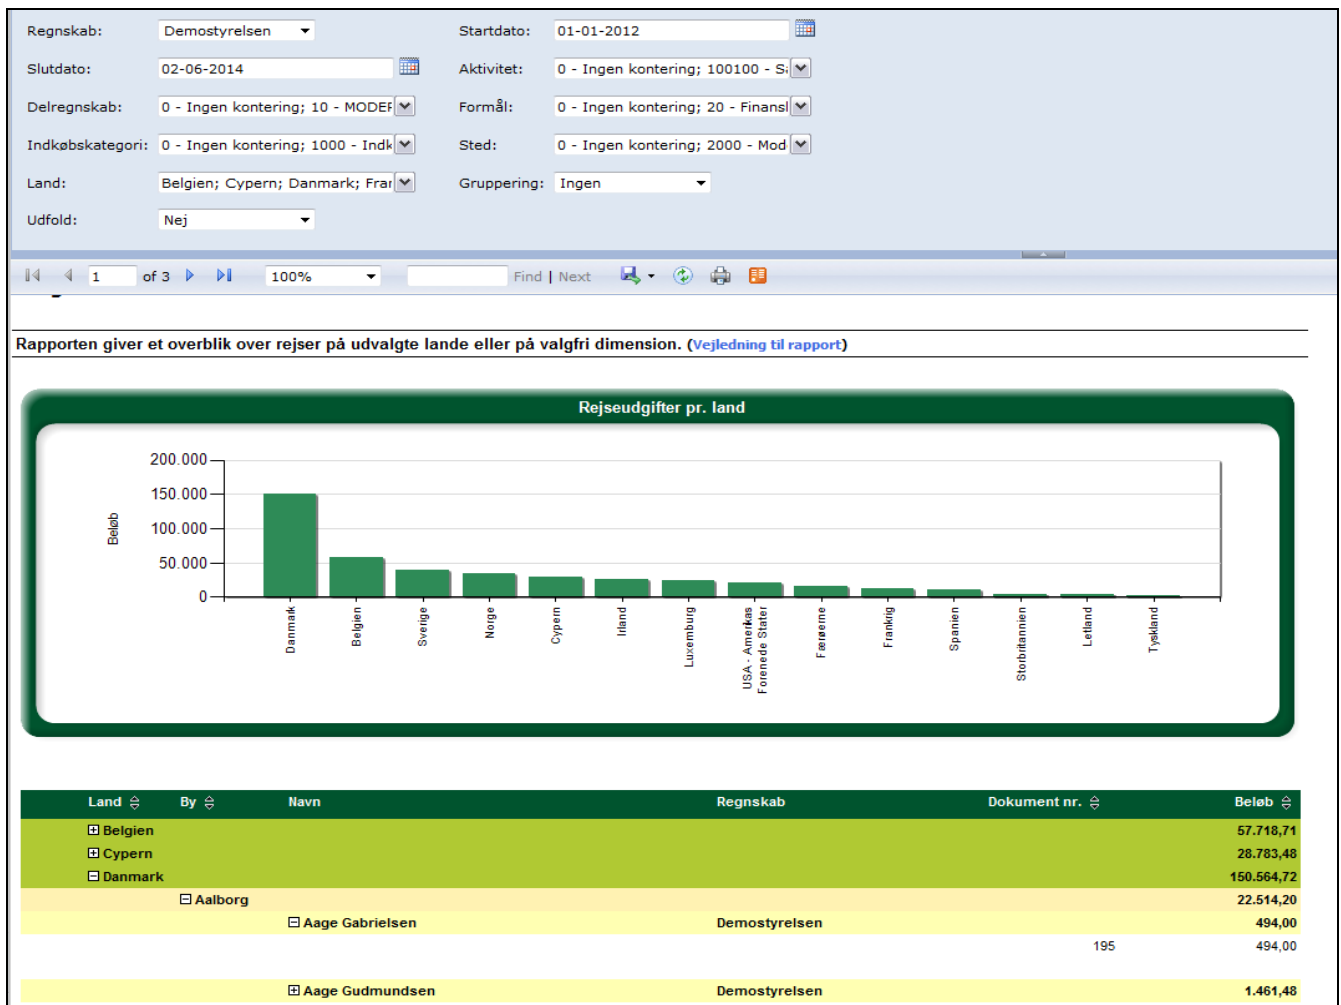 Regnskab: Demostyrelsen Startdato: 01-01-2012
Slutdato: 02-06-2014 Aktivitet: 0 - Ingen kontering; 100100 - Sa
Delregnskab: 0 - Ingen kontering; 10 - MODER Formål: 0 - Ingen kontering; 20 - Finansl
Indkøbskategori: 0 - Ingen kontering; 1000 - Indk Sted: 0 - Ingen kontering; 2000 - Mod
Land: Belgien; Cypern; Danmark; Fran Gruppering: Ingen
Udfold: Nej
1 of 3 100% Find | Next
Rapporten giver et overblik over rejser på udvalgte lande eller på valgfri dimension. (Vejledning til rapport)
Rejseudgifter pr. land
Beløb
200.000
150.000
100.000
50.000
0
Danmark
Belgien
Sverige
Norge
Cypern
Irland
Luxemburg
USA - Amerikas
Forenede Stater
Færøerne
Frankrig
Spanien
Storbritannien
Letland
Tyskland
Land By Navn Regnskab Dokument nr. Beløb
Belgien 57.718,71
Cypern 28.783,48
Danmark 150.564,72
Aalborg 22.514,20
Aage Gabrielsen Demostyrelsen 494,00
195 494,00
Aage Gudmundsen Demostyrelsen 1.461,48